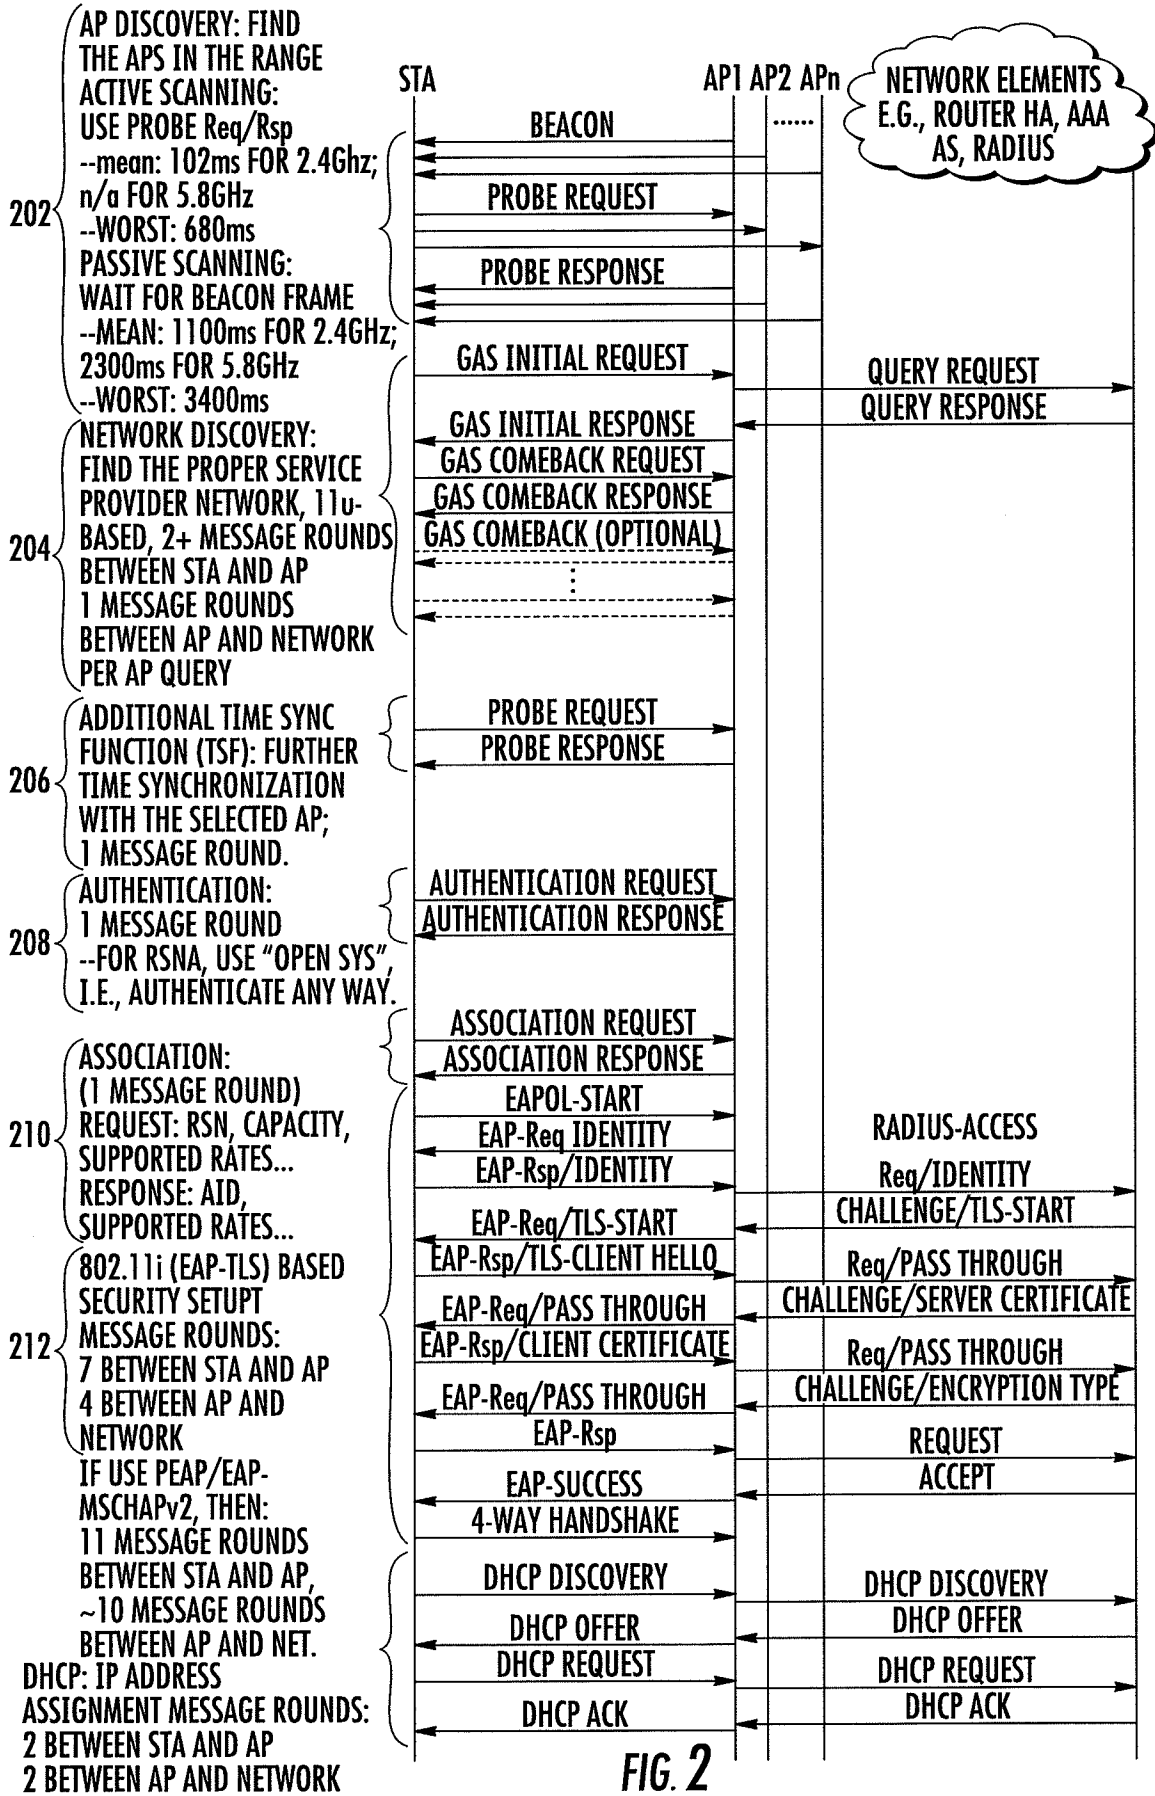 AP DISCOVERY: FIND
THE APS IN THE RANGE
ACTIVE SCANNING:
USE PROBE Req/Rsp
--mean: 102ms FOR 2.4Ghz;
n/a FOR 5.8GHz
--WORST: 680ms
PASSIVE SCANNING:
WAIT FOR BEACON FRAME
--MEAN: 1100ms FOR 2.4GHz;
2300ms FOR 5.8GHz
--WORST: 3400ms
202
NETWORK DISCOVERY:
FIND THE PROPER SERVICE
PROVIDER NETWORK, 11u-
BASED, 2+ MESSAGE ROUNDS
BETWEEN STA AND AP
1 MESSAGE ROUNDS
BETWEEN AP AND NETWORK
PER AP QUERY
204
ADDITIONAL TIME SYNC
FUNCTION (TSF): FURTHER
TIME SYNCHRONIZATION
WITH THE SELECTED AP;
1 MESSAGE ROUND.
206
AUTHENTICATION:
1 MESSAGE ROUND
--FOR RSNA, USE “OPEN SYS”,
I.E., AUTHENTICATE ANY WAY.
208
ASSOCIATION:
(1 MESSAGE ROUND)
REQUEST: RSN, CAPACITY,
SUPPORTED RATES...
RESPONSE: AID,
SUPPORTED RATES...
210
802.11i (EAP-TLS) BASED
SECURITY SETUPT
MESSAGE ROUNDS:
7 BETWEEN STA AND AP
4 BETWEEN AP AND
NETWORK
212
IF USE PEAP/EAP-
MSCHAPv2, THEN:
11 MESSAGE ROUNDS
BETWEEN STA AND AP,
~10 MESSAGE ROUNDS
BETWEEN AP AND NET.
DHCP: IP ADDRESS
ASSIGNMENT MESSAGE ROUNDS:
2 BETWEEN STA AND AP
2 BETWEEN AP AND NETWORK
STA
AP1 AP2 APn
......
NETWORK ELEMENTS
E.G., ROUTER HA, AAA
AS, RADIUS
BEACON
PROBE REQUEST
PROBE RESPONSE
GAS INITIAL REQUEST
QUERY REQUEST
QUERY RESPONSE
GAS INITIAL RESPONSE
GAS COMEBACK REQUEST
GAS COMEBACK RESPONSE
GAS COMEBACK (OPTIONAL)
PROBE REQUEST
PROBE RESPONSE
AUTHENTICATION REQUEST
AUTHENTICATION RESPONSE
ASSOCIATION REQUEST
ASSOCIATION RESPONSE
EAPOL-START
EAP-Req IDENTITY
RADIUS-ACCESS
EAP-Rsp/IDENTITY
Req/IDENTITY
CHALLENGE/TLS-START
EAP-Req/TLS-START
EAP-Rsp/TLS-CLIENT HELLO
Req/PASS THROUGH
CHALLENGE/SERVER CERTIFICATE
EAP-Req/PASS THROUGH
EAP-Rsp/CLIENT CERTIFICATE
Req/PASS THROUGH
CHALLENGE/ENCRYPTION TYPE
EAP-Req/PASS THROUGH
EAP-Rsp
REQUEST
ACCEPT
EAP-SUCCESS
4-WAY HANDSHAKE
DHCP DISCOVERY
DHCP DISCOVERY
DHCP OFFER
DHCP OFFER
DHCP REQUEST
DHCP REQUEST
DHCP ACK
DHCP ACK
FIG. 2